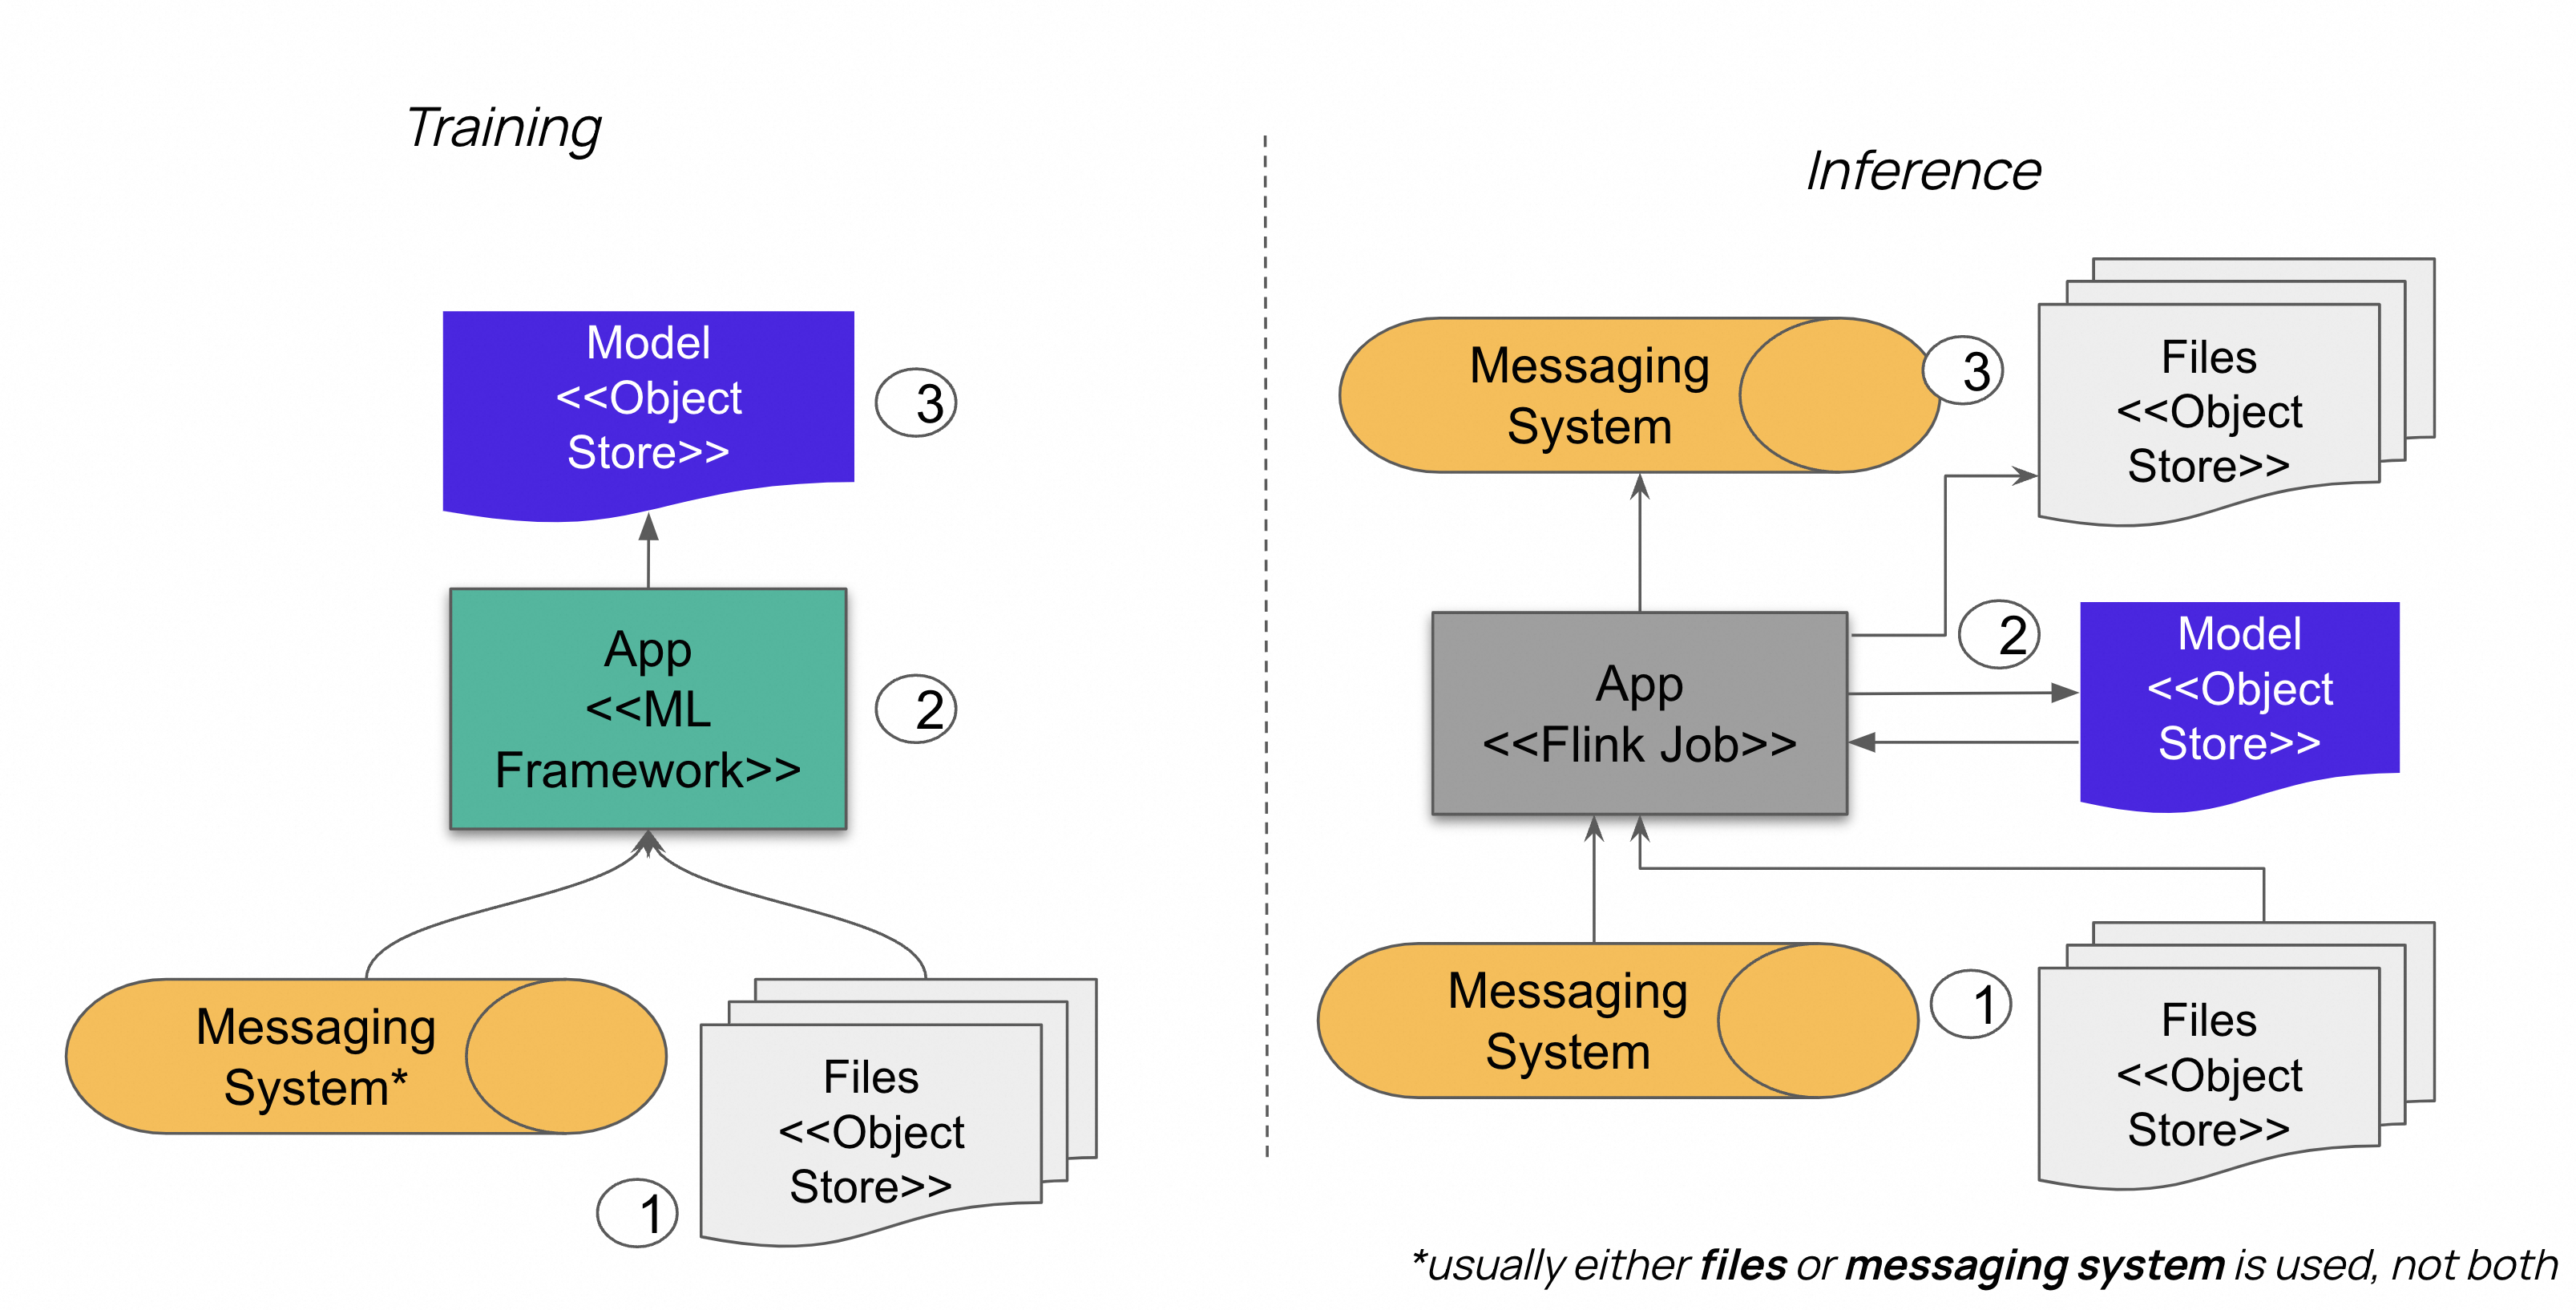 Training
Model
<<Object
Store>>
3
App
<<ML
Framework>>
2
Messaging
System*
Files
<<Object
Store>>
1
Inference
Messaging
System
3
Files
<<Object
Store>>
App
<<Flink Job>>
2
Model
<<Object
Store>>
Messaging
System
1
Files
<<Object
Store>>
*usually either files or messaging system is used, not both